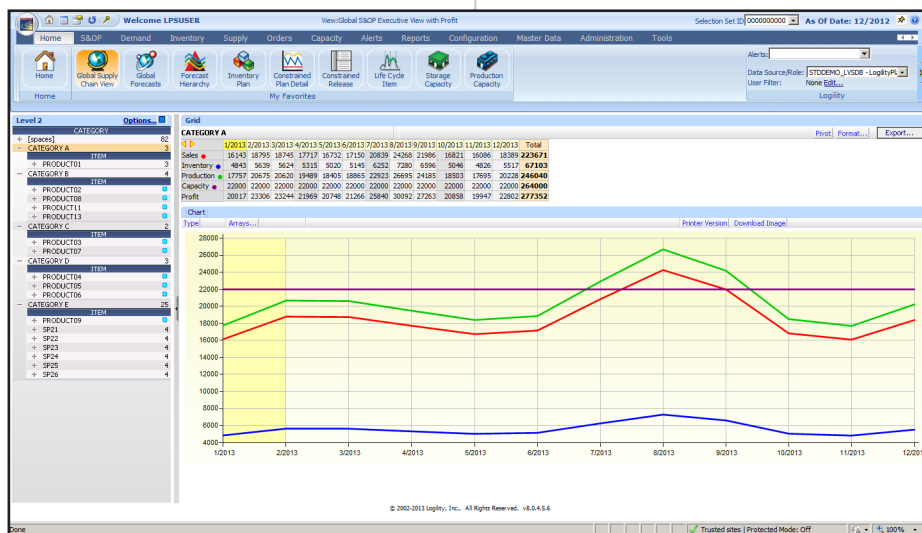 Welcome LPSUSER View:Global S&OP Executive View with Profit Selection Set ID 0000000000 As Of Date: 12/2012
Home S&OP Demand Inventory Supply Orders Capacity Alerts Reports Configuration Master Data Administration Tools
Home Global Supply Chain View Global Forecasts Forecast Hierarchy Inventory Plan Constrained Plan Detail Constrained Release Life Cycle Item Storage Capacity Production Capacity
Alerts:
Data Source/Role: STDDEMO_LVSDB - LogilityPL
User Filter: None Edit...
Home My Favorites Logility
Level 2 Options...
CATEGORY
+ [spaces] 82
− CATEGORY A 3
ITEM
+ PRODUCT01 3
− CATEGORY B 4
ITEM
+ PRODUCT02
+ PRODUCT08
+ PRODUCT11
+ PRODUCT13
− CATEGORY C 2
ITEM
+ PRODUCT03
+ PRODUCT07
− CATEGORY D 3
ITEM
+ PRODUCT04
+ PRODUCT05
+ PRODUCT06
− CATEGORY E 25
ITEM
+ PRODUCT09
+ SP21 4
+ SP22 4
+ SP23 4
+ SP24 4
+ SP25 4
+ SP26 4
Grid
CATEGORY A Pivot Format... Export...
1/2013 2/2013 3/2013 4/2013 5/2013 6/2013 7/2013 8/2013 9/2013 10/2013 11/2013 12/2013 Total
Sales 16143 18795 18745 17717 16732 17150 20839 24268 21986 16821 16086 18389 223671
Inventory 4843 5639 5624 5315 5020 5145 6252 7280 6596 5046 4826 5517 67103
Production 17757 20675 20620 19489 18405 18865 22923 26695 24185 18503 17695 20228 246040
Capacity 22000 22000 22000 22000 22000 22000 22000 22000 22000 22000 22000 22000 264000
Profit 20017 23306 23244 21969 20748 21266 25840 30092 27263 20858 19947 22802 277352
Chart
Type Arrays... Printer Version Download Image
28000
26000
24000
22000
20000
18000
16000
14000
12000
10000
8000
6000
4000
1/2013 2/2013 3/2013 4/2013 5/2013 6/2013 7/2013 8/2013 9/2013 10/2013 11/2013 12/201
© 2002-2013 Logility, Inc., All Rights Reserved. v8.0.4.5.6
Done Trusted sites | Protected Mode: Off 100%